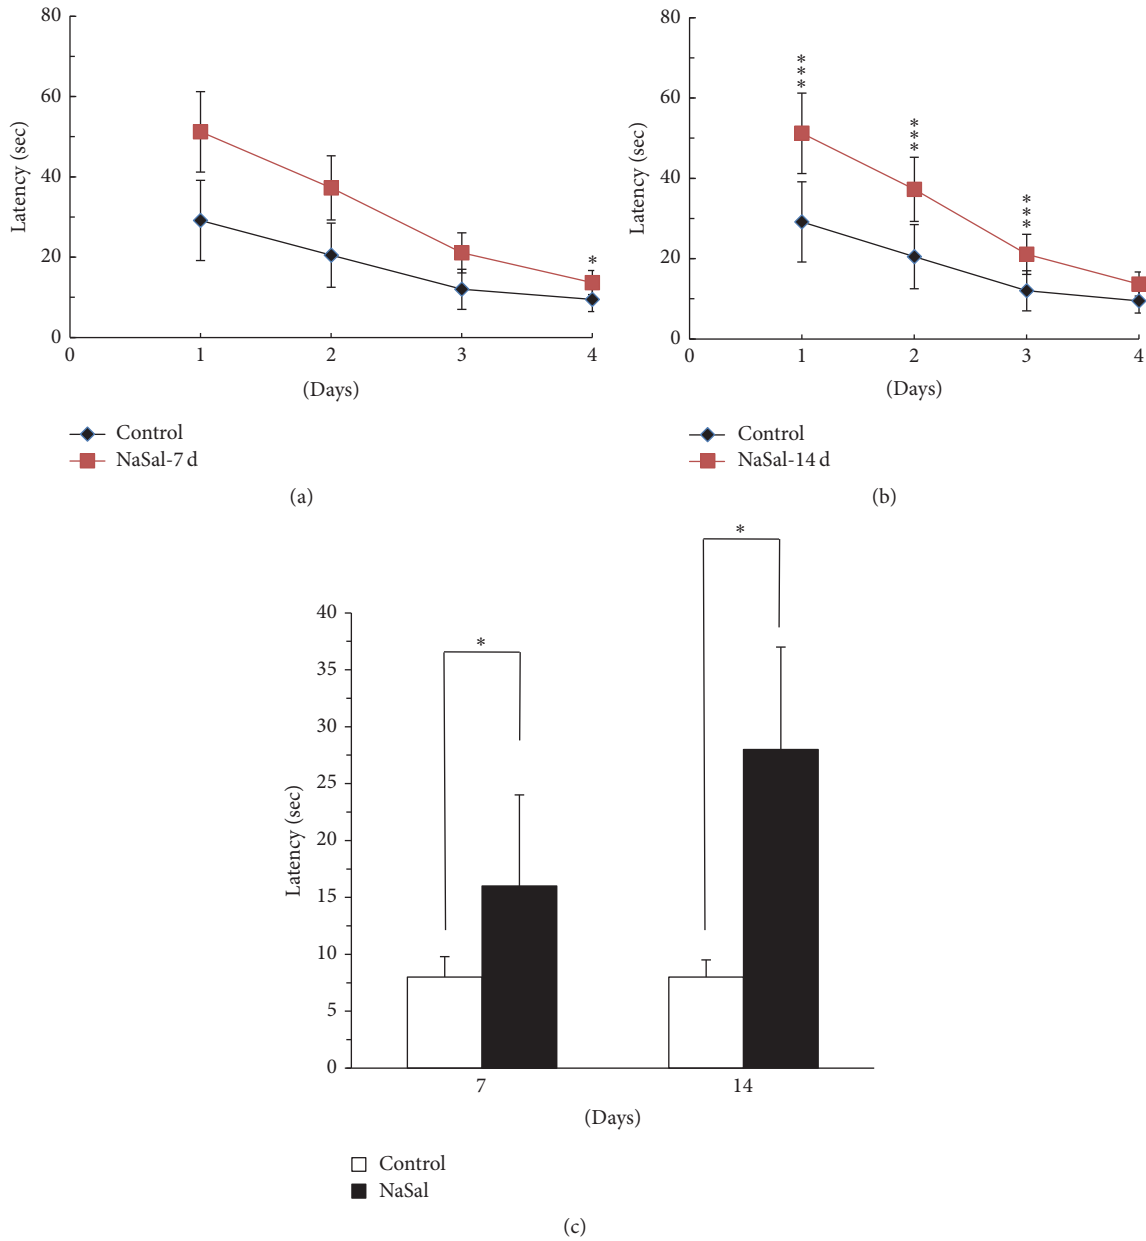 80
60
40
20
0
Latency (sec)
*
0 1 2 3 4
(Days)
Control
NaSal-7 d
(a)
80
60
40
20
0
Latency (sec)
***
***
***
0 1 2 3 4
(Days)
Control
NaSal-14 d
(b)
40
35
30
25
20
15
10
5
0
Latency (sec)
*
*
7 14
(Days)
Control
NaSal
(c)